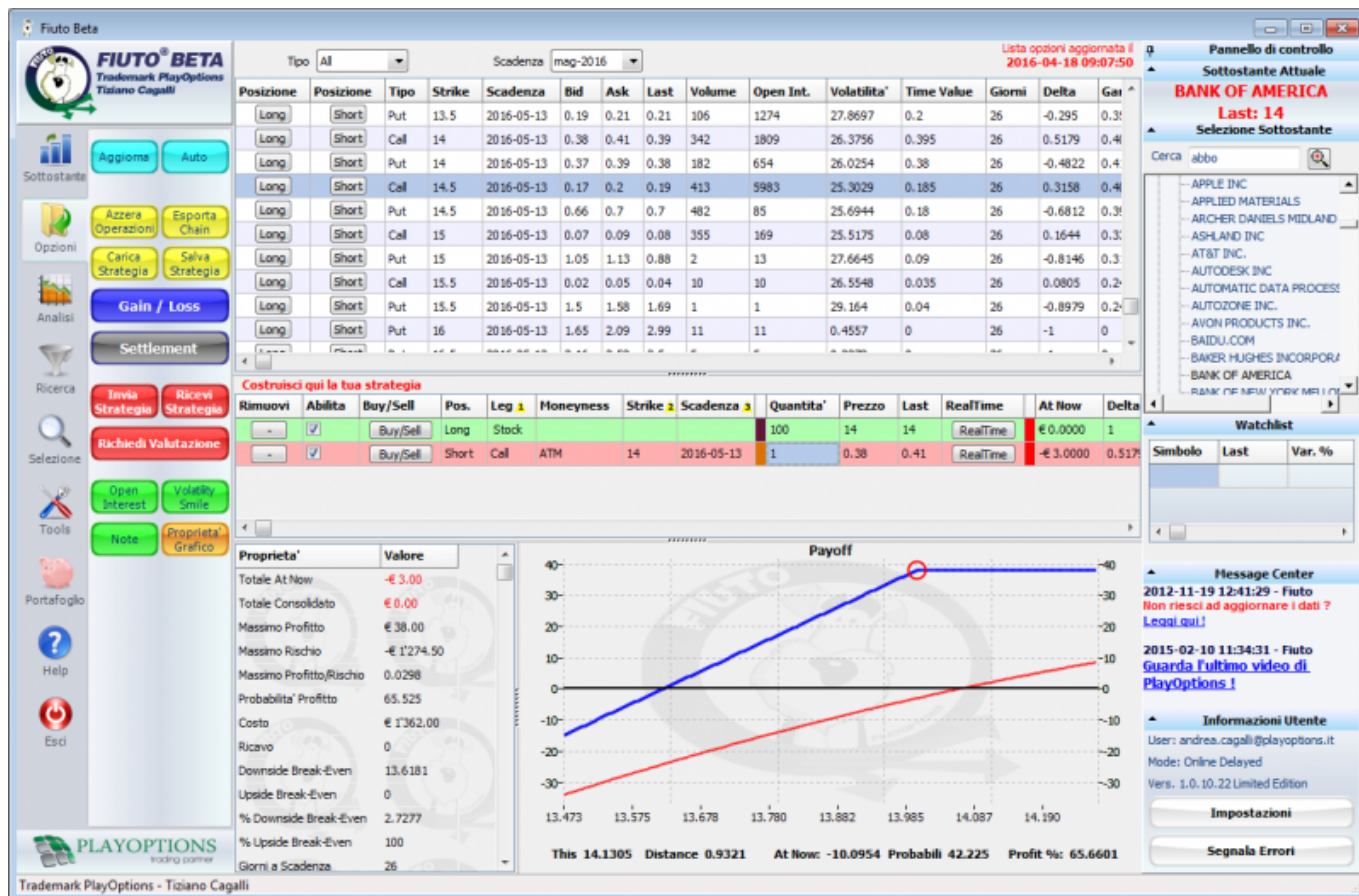 Fiuto Beta
FIUTO® BETA
Trademark PlayOptions
Tiziano Cagalli
Sottostante
Opzioni
Analisi
Ricerca
Selezione
Tools
Portafoglio
Help
Esci
Aggiorna Auto
Azzera Operazioni Esporta Chain
Carica Strategia Salva Strategia
Gain / Loss
Settlement
Invia Strategia Ricevi Strategia
Richiedi Valutazione
Open Interest Volatility Smile
Note Proprieta' Grafico
PLAYOPTIONS
trading partner
Tipo All Scadenza mag-2016
Lista opzioni aggiornata il
2016-04-18 09:07:50
Posizione Posizione Tipo Strike Scadenza Bid Ask Last Volume Open Int. Volatilita' Time Value Giorni Delta
Long Short Put 13.5 2016-05-13 0.19 0.21 0.21 106 1274 27.8697 0.2 26 -0.295
Long Short Call 14 2016-05-13 0.38 0.41 0.39 342 1809 26.3756 0.395 26 0.5179
Long Short Put 14 2016-05-13 0.37 0.39 0.38 182 654 26.0254 0.38 26 -0.4822
Long Short Call 14.5 2016-05-13 0.17 0.2 0.19 413 5983 25.3029 0.185 26 0.3158
Long Short Put 14.5 2016-05-13 0.66 0.7 0.7 482 85 25.6944 0.18 26 -0.6812
Long Short Call 15 2016-05-13 0.07 0.09 0.08 355 169 25.5175 0.08 26 0.1644
Long Short Put 15 2016-05-13 1.05 1.13 0.88 2 13 27.6645 0.09 26 -0.8146
Long Short Call 15.5 2016-05-13 0.02 0.05 0.04 10 10 26.5548 0.035 26 0.0805
Long Short Put 15.5 2016-05-13 1.5 1.58 1.69 1 1 29.164 0.04 26 -0.8979
Long Short Put 16 2016-05-13 1.65 2.09 2.99 11 11 0.4557 0 26 -1 0
Costruisci qui la tua strategia
Rimuovi Abilita Buy/Sell Pos. Leg 1 Moneyness Strike 2 Scadenza 3 Quantita' Prezzo Last RealTime At Now Delta
- Buy/Sell Long Stock 100 14 14 RealTime € 0.0000 1
- Buy/Sell Short Call ATM 14 2016-05-13 1 0.38 0.41 RealTime -€ 3.0000 0.5179
Proprieta' Valore
Totale At Now -€ 3.00
Totale Consolidato € 0.00
Massimo Profitto € 38.00
Massimo Rischio -€ 1'274.50
Massimo Profitto/Rischio 0.0298
Probabilita' Profitto 65.525
Costo € 1'362.00
Ricavo 0
Downside Break-Even 13.6181
Upside Break-Even 0
% Downside Break-Even 2.7277
% Upside Break-Even 100
Giorni a Scadenza 26
Payoff
40 40
30 30
20 20
10 10
0 0
-10 -10
-20 -20
-30 -30
13.473 13.575 13.678 13.780 13.882 13.985 14.087 14.190
This 14.1305 Distance 0.9321 At Now: -10.0954 Probabili 42.225 Profit %: 65.6601
Pannello di controllo
Sottostante Attuale
BANK OF AMERICA
Last: 14
Selezione Sottostante
Cerca abbo
APPLE INC
APPLIED MATERIALS
ARCHER DANIELS MIDLAND
ASHLAND INC
AT&T INC.
AUTODESK INC
AUTOMATIC DATA PROCESS
AUTOZONE INC.
AVON PRODUCTS INC.
BAIDU.COM
BAKER HUGHES INCORPORA
BANK OF AMERICA
BANK OF NEW YORK MELLO
Watchlist
Simbolo Last Var. %
Message Center
2012-11-19 12:41:29 - Fiuto
Non riesci ad aggiornare i dati ?
Leggi qui !
2015-02-10 11:34:31 - Fiuto
Guarda l'ultimo video di
PlayOptions !
Informazioni Utente
User: andrea.cagalli@playoptions.it
Mode: Online Delayed
Vers. 1.0.10.22 Limited Edition
Impostazioni
Segnala Errori
Trademark PlayOptions - Tiziano Cagalli